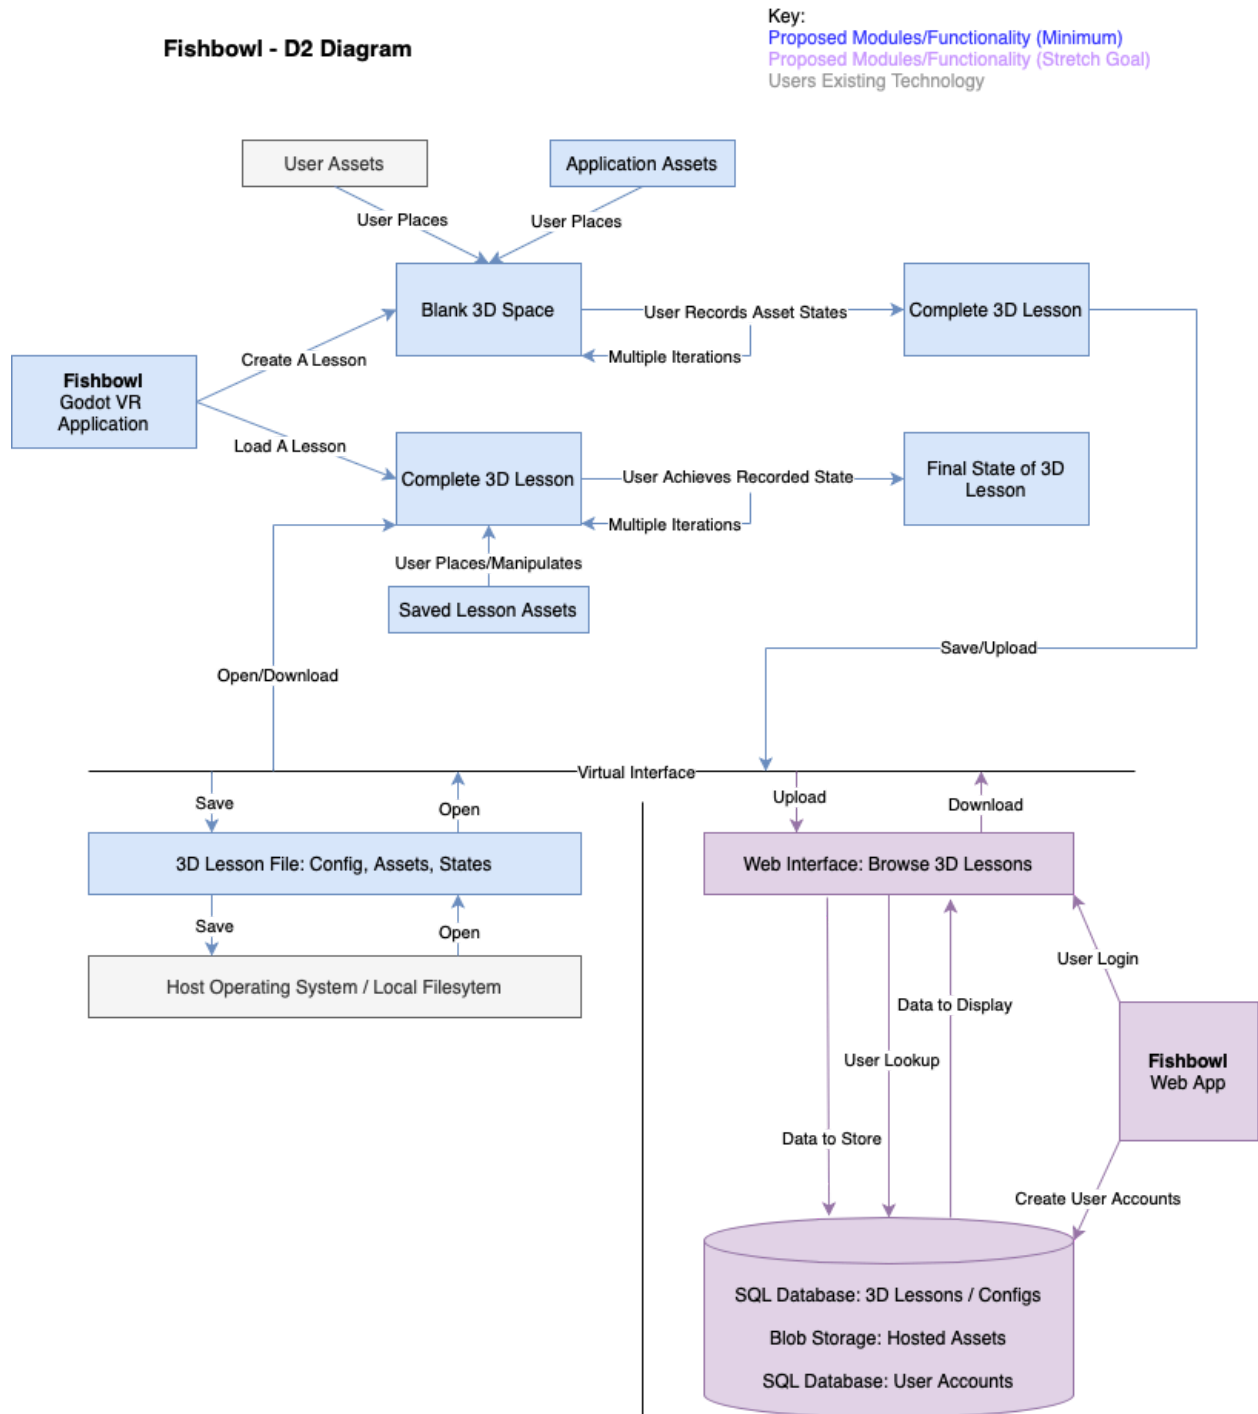 Fishbowl - D2 Diagram
Key:
Proposed Modules/Functionality (Minimum)
Proposed Modules/Functionality (Stretch Goal)
Users Existing Technology
User Assets
Application Assets
User Places
User Places
Blank 3D Space
User Records Asset States
Complete 3D Lesson
Multiple Iterations
Create A Lesson
Fishbowl
Godot VR
Application
Load A Lesson
Complete 3D Lesson
User Achieves Recorded State
Final State of 3D
Lesson
Multiple Iterations
User Places/Manipulates
Saved Lesson Assets
Save/Upload
Open/Download
Virtual Interface
Save
Open
Upload
Download
3D Lesson File: Config, Assets, States
Web Interface: Browse 3D Lessons
Save
Open
User Login
Host Operating System / Local Filesytem
Data to Display
User Lookup
Fishbowl
Web App
Data to Store
Create User Accounts
SQL Database: 3D Lessons / Configs
Blob Storage: Hosted Assets
SQL Database: User Accounts